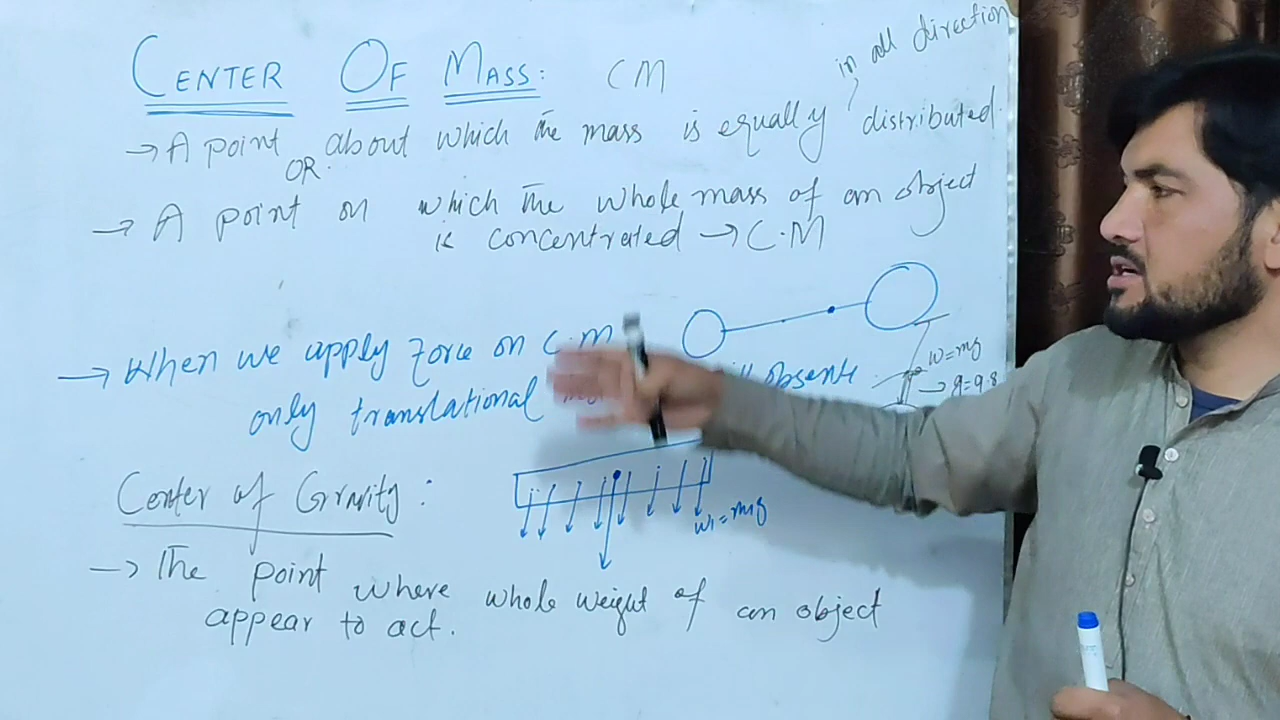 CENTER OF MASS: CM
in all direction
→ A point about which the mass is equally distributed.
OR
→ A point on which the whole mass of an object
is concentrated → C.M
→ When we apply force on C.m
only translational
absent
w=mg
→ g=9.8
Center of Gravity:
w₁=m₁g
→ The point where whole weight of an object
appear to act.